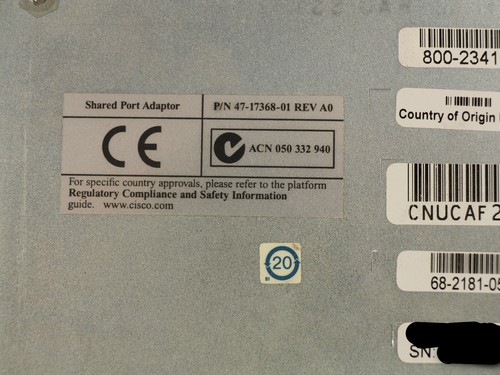 Shared Port Adaptor
P/N 47-17368-01 REV A0
CE
ACN 050 332 940
For specific country approvals, please refer to the platform
Regulatory Compliance and Safety Information
guide. www.cisco.com
20
800-2341
Country of Origin
CNUCAF2
68-2181-05
SN: